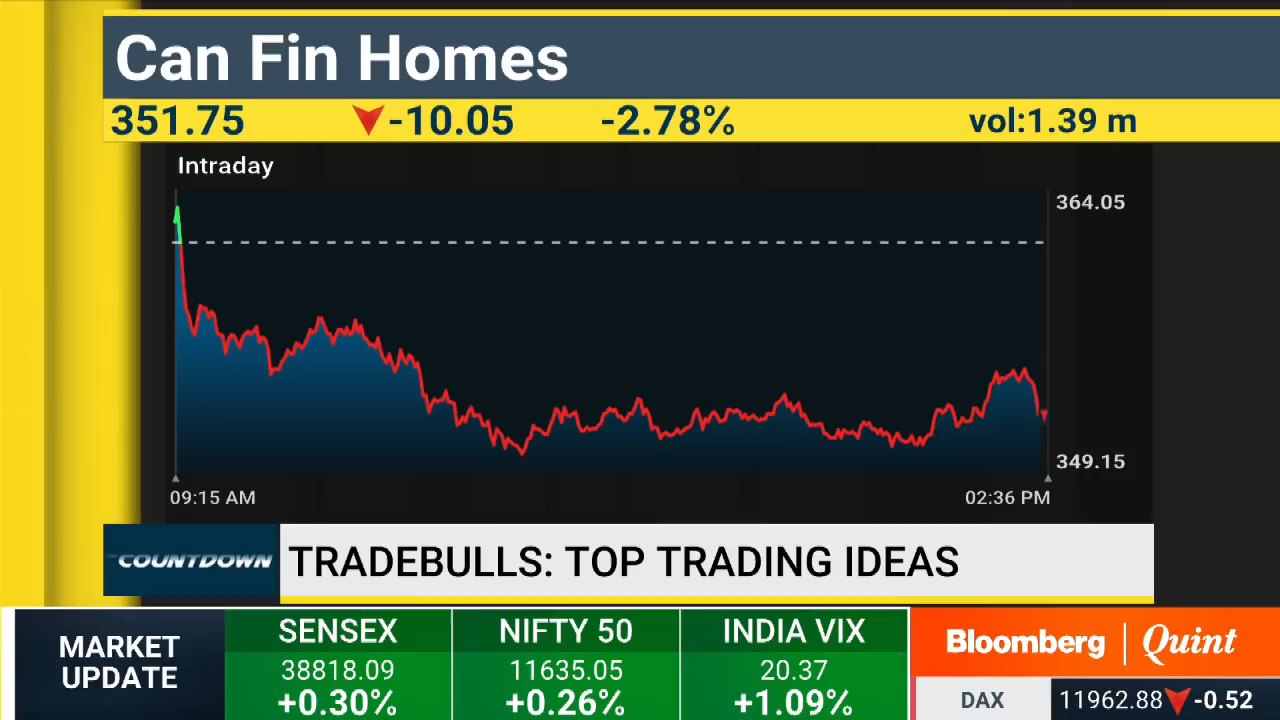 Can Fin Homes
351.75 -10.05 -2.78% vol:1.39 m
Intraday
364.05
349.15
09:15 AM 02:36 PM
COUNTDOWN TRADEBULLS: TOP TRADING IDEAS
MARKET UPDATE
SENSEX
38818.09
+0.30%
NIFTY 50
11635.05
+0.26%
INDIA VIX
20.37
+1.09%
Bloomberg | Quint
DAX 11962.88 -0.52